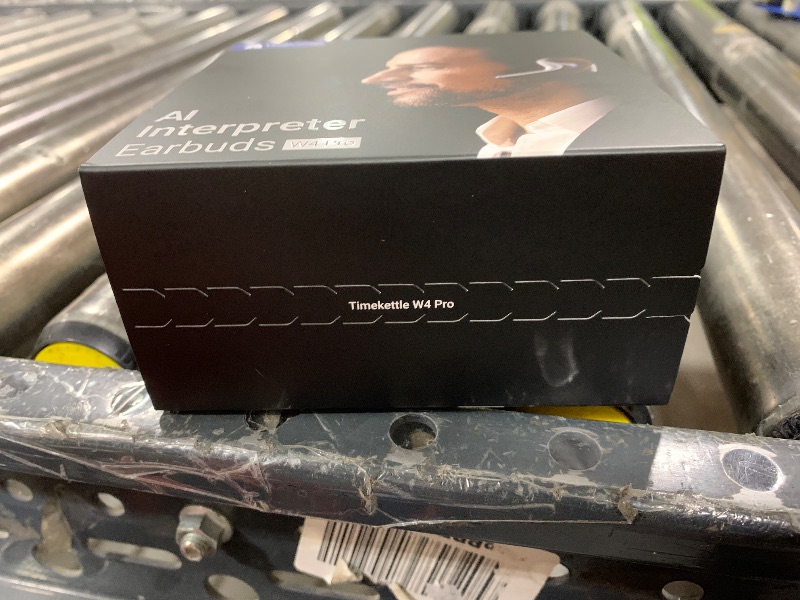 AI
Interpreter
Earbuds W4 Pro
Timekettle W4 Pro